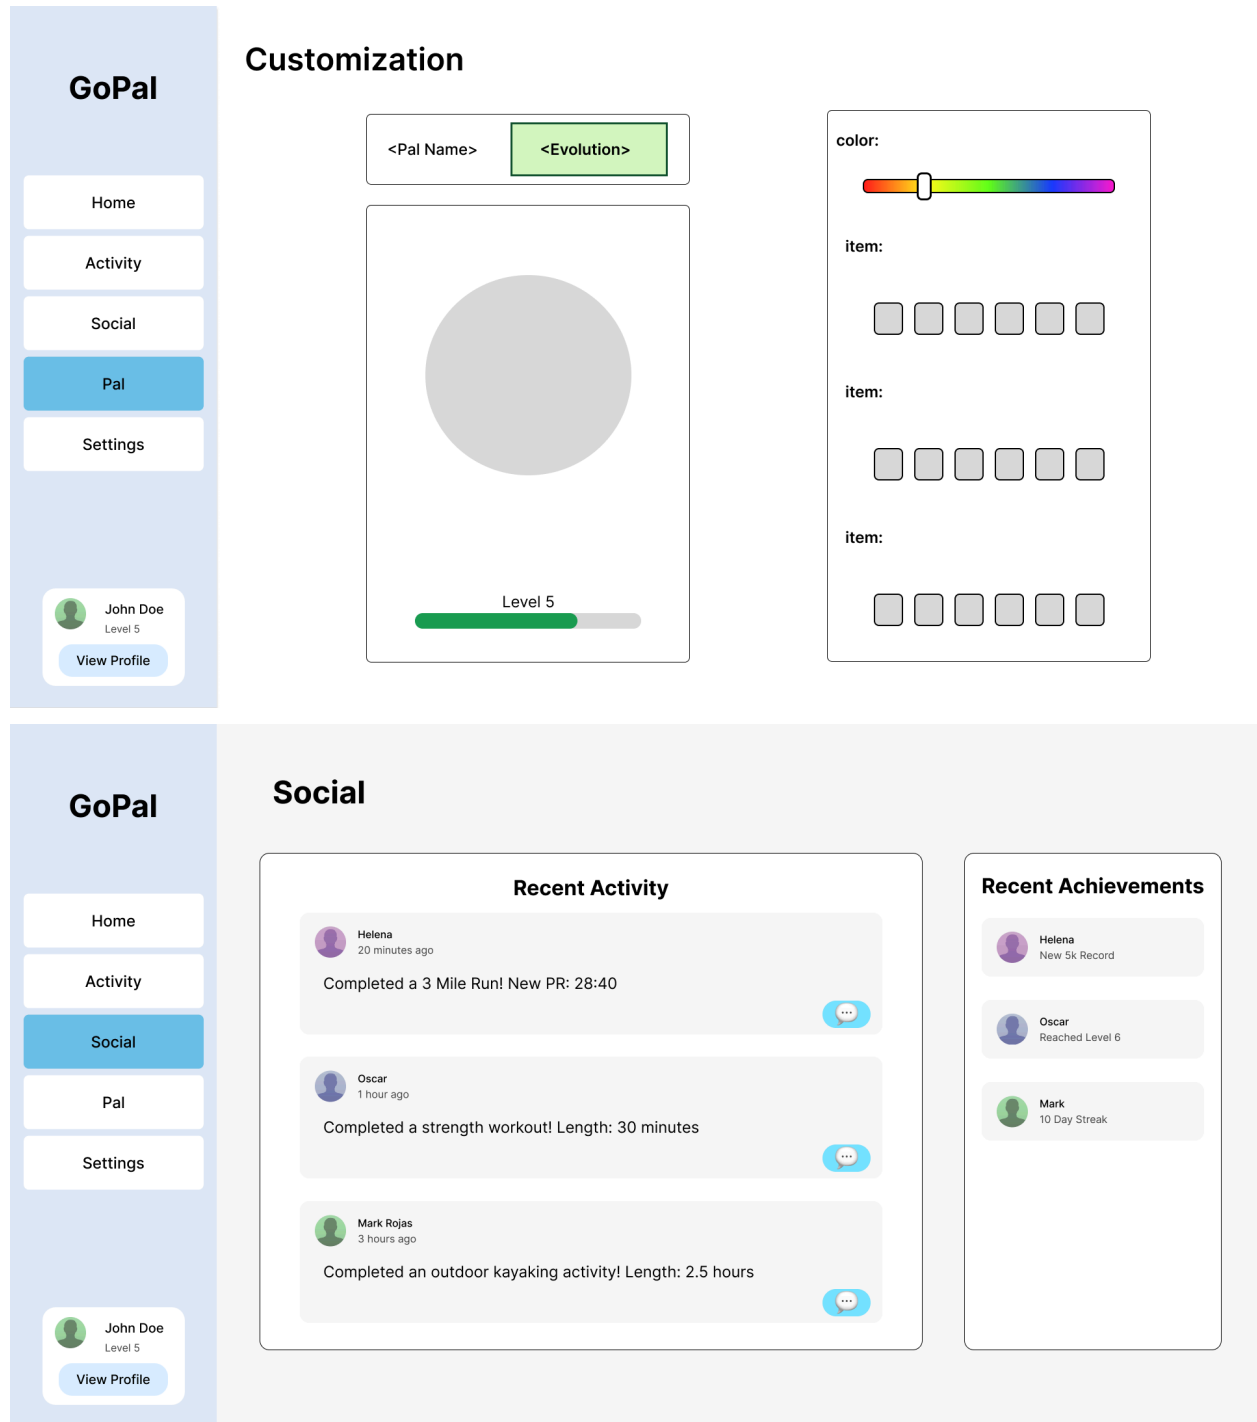 GoPal
Home
Activity
Social
Pal
Settings
John Doe
Level 5
View Profile
Customization
<Pal Name>
<Evolution>
Level 5
color:
item:
item:
item:
GoPal
Home
Activity
Social
Pal
Settings
John Doe
Level 5
View Profile
Social
Recent Activity
Helena
20 minutes ago
Completed a 3 Mile Run! New PR: 28:40
Oscar
1 hour ago
Completed a strength workout! Length: 30 minutes
Mark Rojas
3 hours ago
Completed an outdoor kayaking activity! Length: 2.5 hours
Recent Achievements
Helena
New 5k Record
Oscar
Reached Level 6
Mark
10 Day Streak